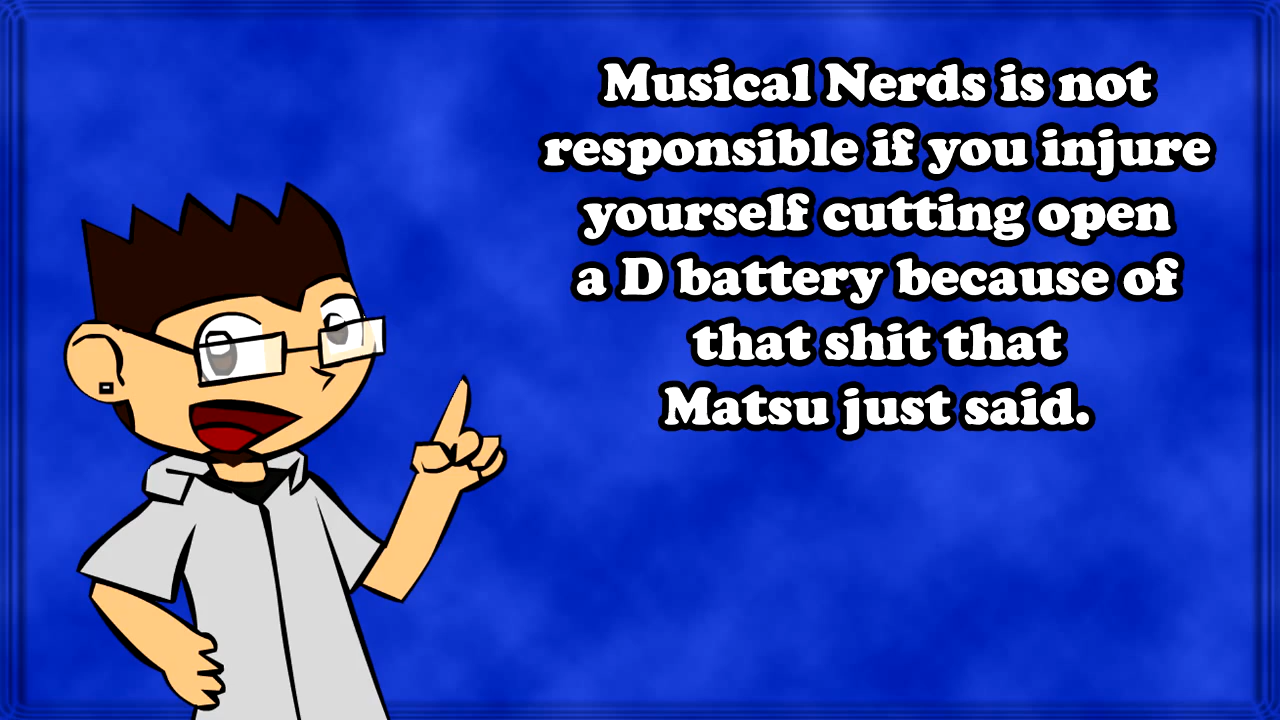 Musical Nerds is not
responsible if you injure
yourself cutting open
a D battery because of
that shit that
Matsu just said.